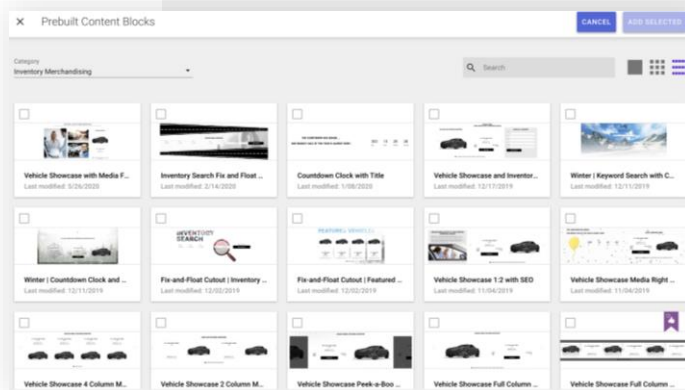 Prebuilt Content Blocks
CANCEL
ADD SELECTED
Category
Inventory Merchandising
Search
Vehicle Showcase with Media F...
Last modified: 5/26/2020
Inventory Search Fix and Float ...
Last modified: 2/14/2020
Countdown Clock with Title
Last modified: 1/08/2020
Vehicle Showcase and Inventor...
Last modified: 12/17/2019
Winter | Keyword Search with C...
Last modified: 12/11/2019
INVENTORY
SEARCH
FEATURED VEHICLES
Winter | Countdown Clock and ...
Last modified: 12/11/2019
Fix-and-Float Cutout | Inventory ...
Last modified: 12/02/2019
Fix-and-Float Cutout | Featured ...
Last modified: 12/02/2019
Vehicle Showcase 1:2 with SEO
Last modified: 11/04/2019
Vehicle Showcase Media Right ...
Last modified: 11/04/2019
Vehicle Showcase 4 Column M...
Vehicle Showcase 2 Column M...
Vehicle Showcase Peek-a-Boo ...
Vehicle Showcase Full Column ...
Vehicle Showcase Full Column ...